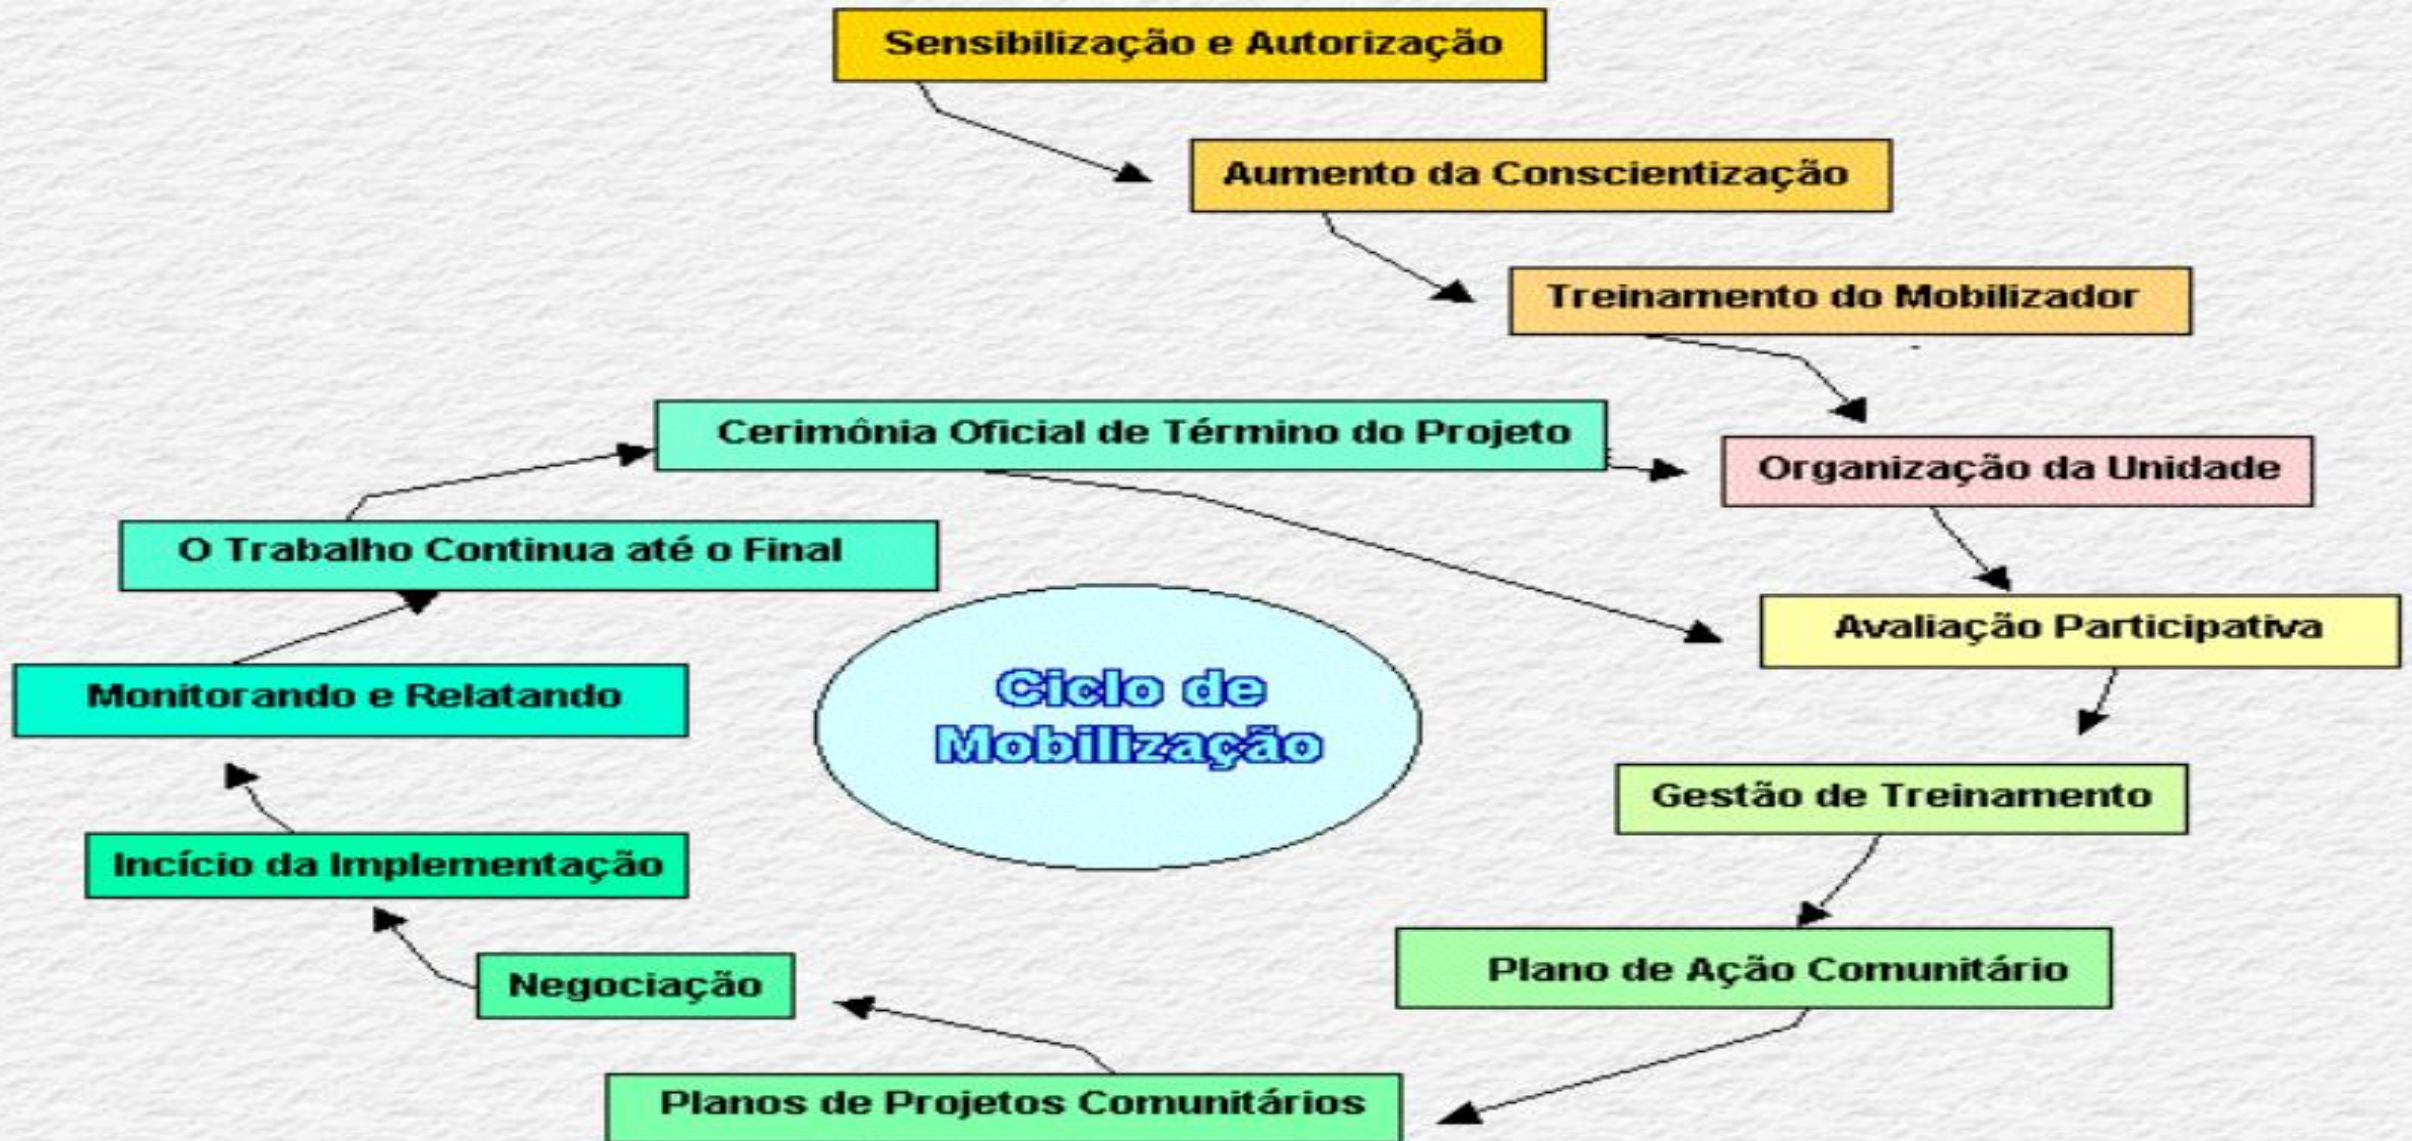 Sensibilização e Autorização
Aumento da Conscientização
Treinamento do Mobilizador
Cerimônia Oficial de Término do Projeto
Organização da Unidade
O Trabalho Continua até o Final
Avaliação Participativa
Ciclo de
Mobilização
Monitorando e Relatando
Gestão de Treinamento
Incício da Implementação
Plano de Ação Comunitário
Negociação
Planos de Projetos Comunitários